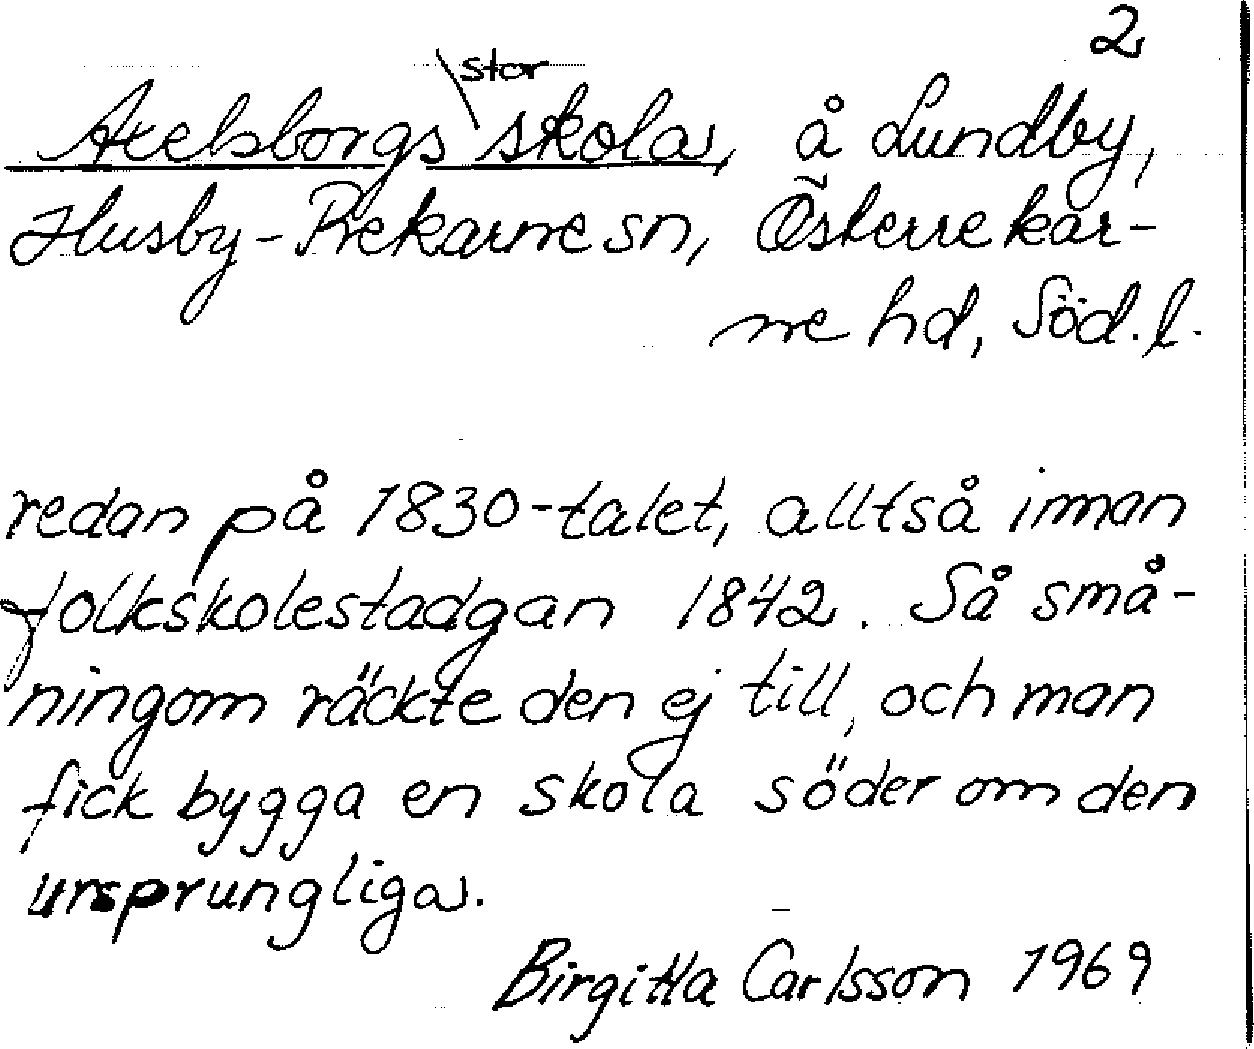 2
stor
Axelsborgs skola, å Lundby,
Husby-Rekarne sn, Österrekar-
ne hd, Söd. l.
redan på 1830-talet, alltså innan
folkskolestadgan 1842. Så små-
ningom räckte den ej till, och man
fick bygga en skola söder om den
ursprungliga.
Birgitta Carlsson 1969